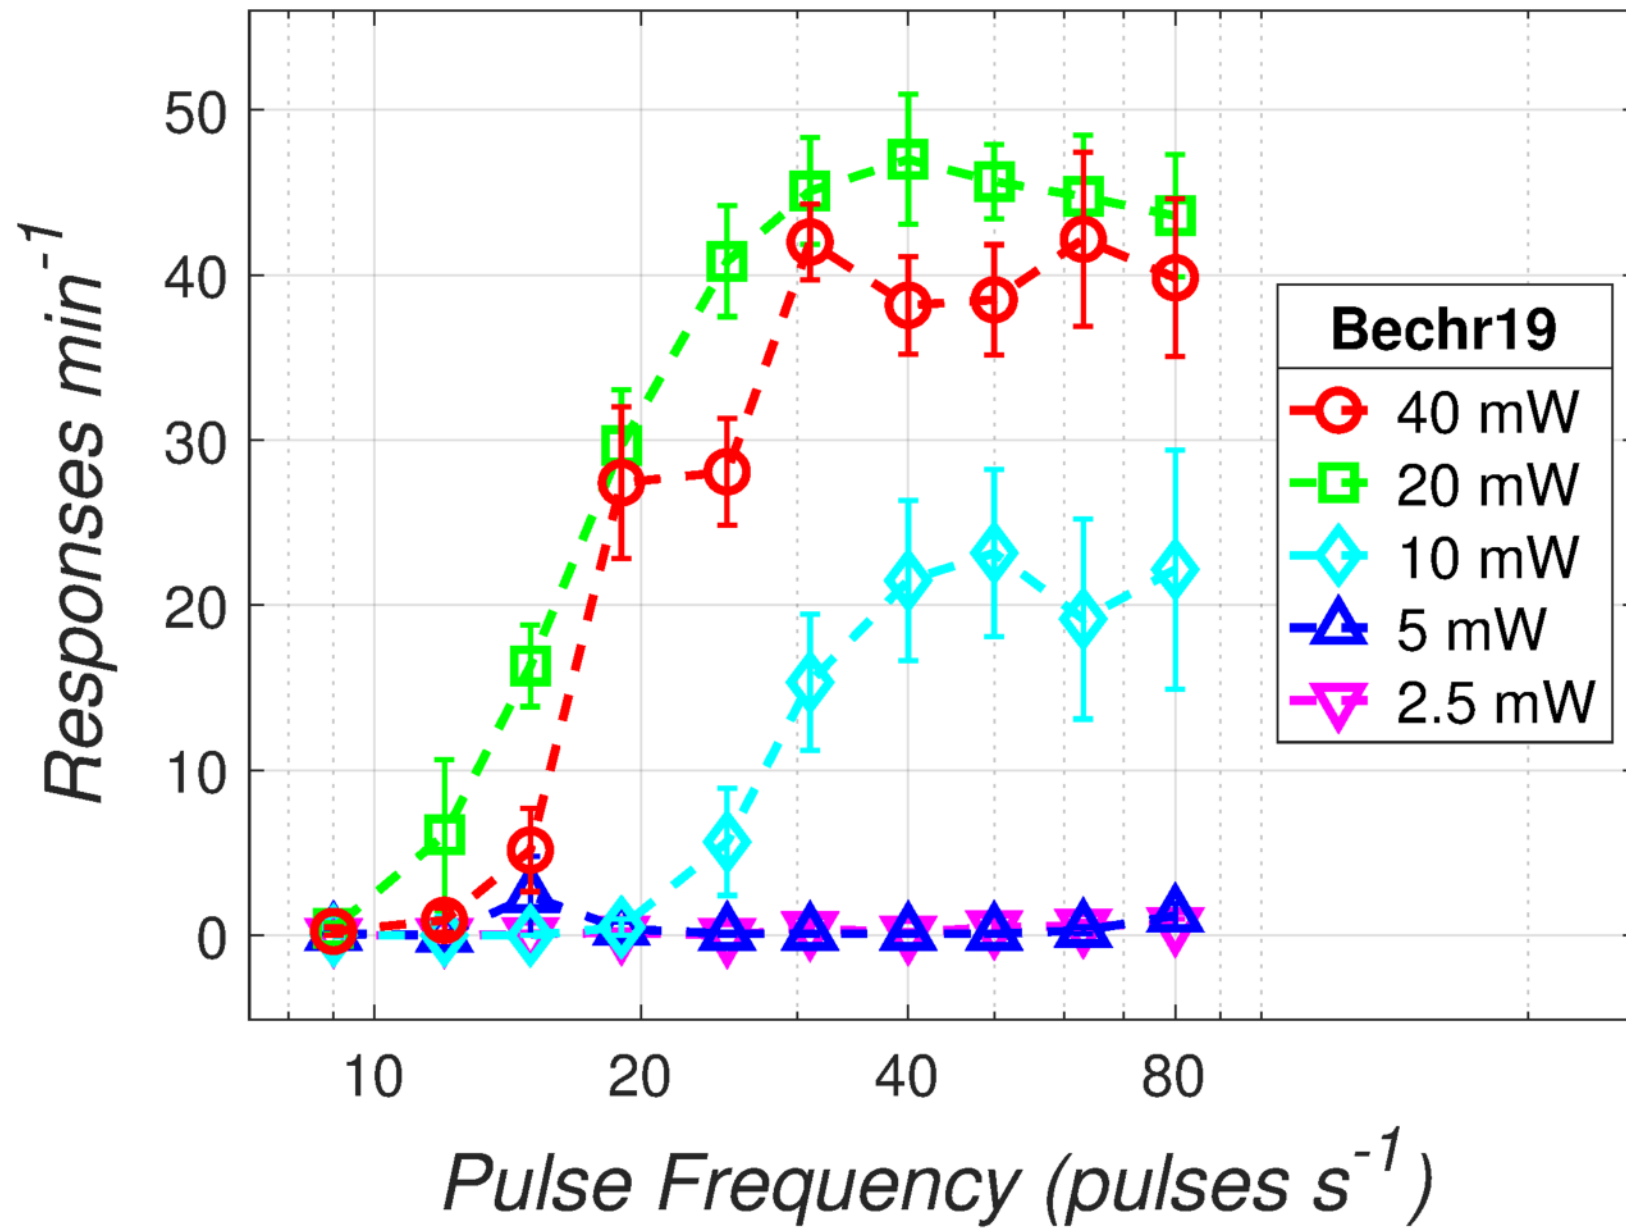 Responses min-1
50
40
30
20
10
0
10 20 40 80
Pulse Frequency (pulses s-1)
Bechr19
40 mW
20 mW
10 mW
5 mW
2.5 mW